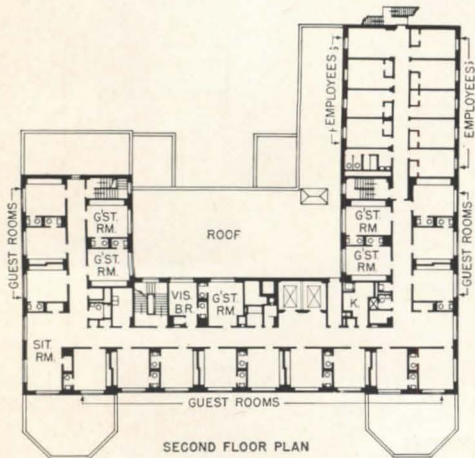 EMPLOYEES
EMPLOYEES
GUEST ROOMS
G'ST.
RM.
G'ST.
RM.
ROOF
G'ST.
RM.
G'ST.
RM.
GUEST ROOMS
VIS.
BR.
G'ST.
RM
K.
SIT.
RM.
GUEST ROOMS
SECOND FLOOR PLAN